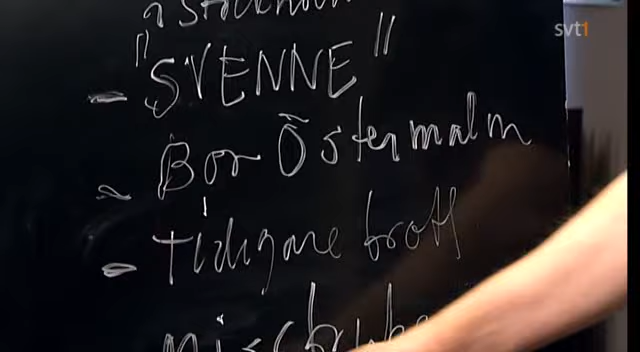 svt1
- "SVENNE"
- Bor Östermalm
- Tidigare brott